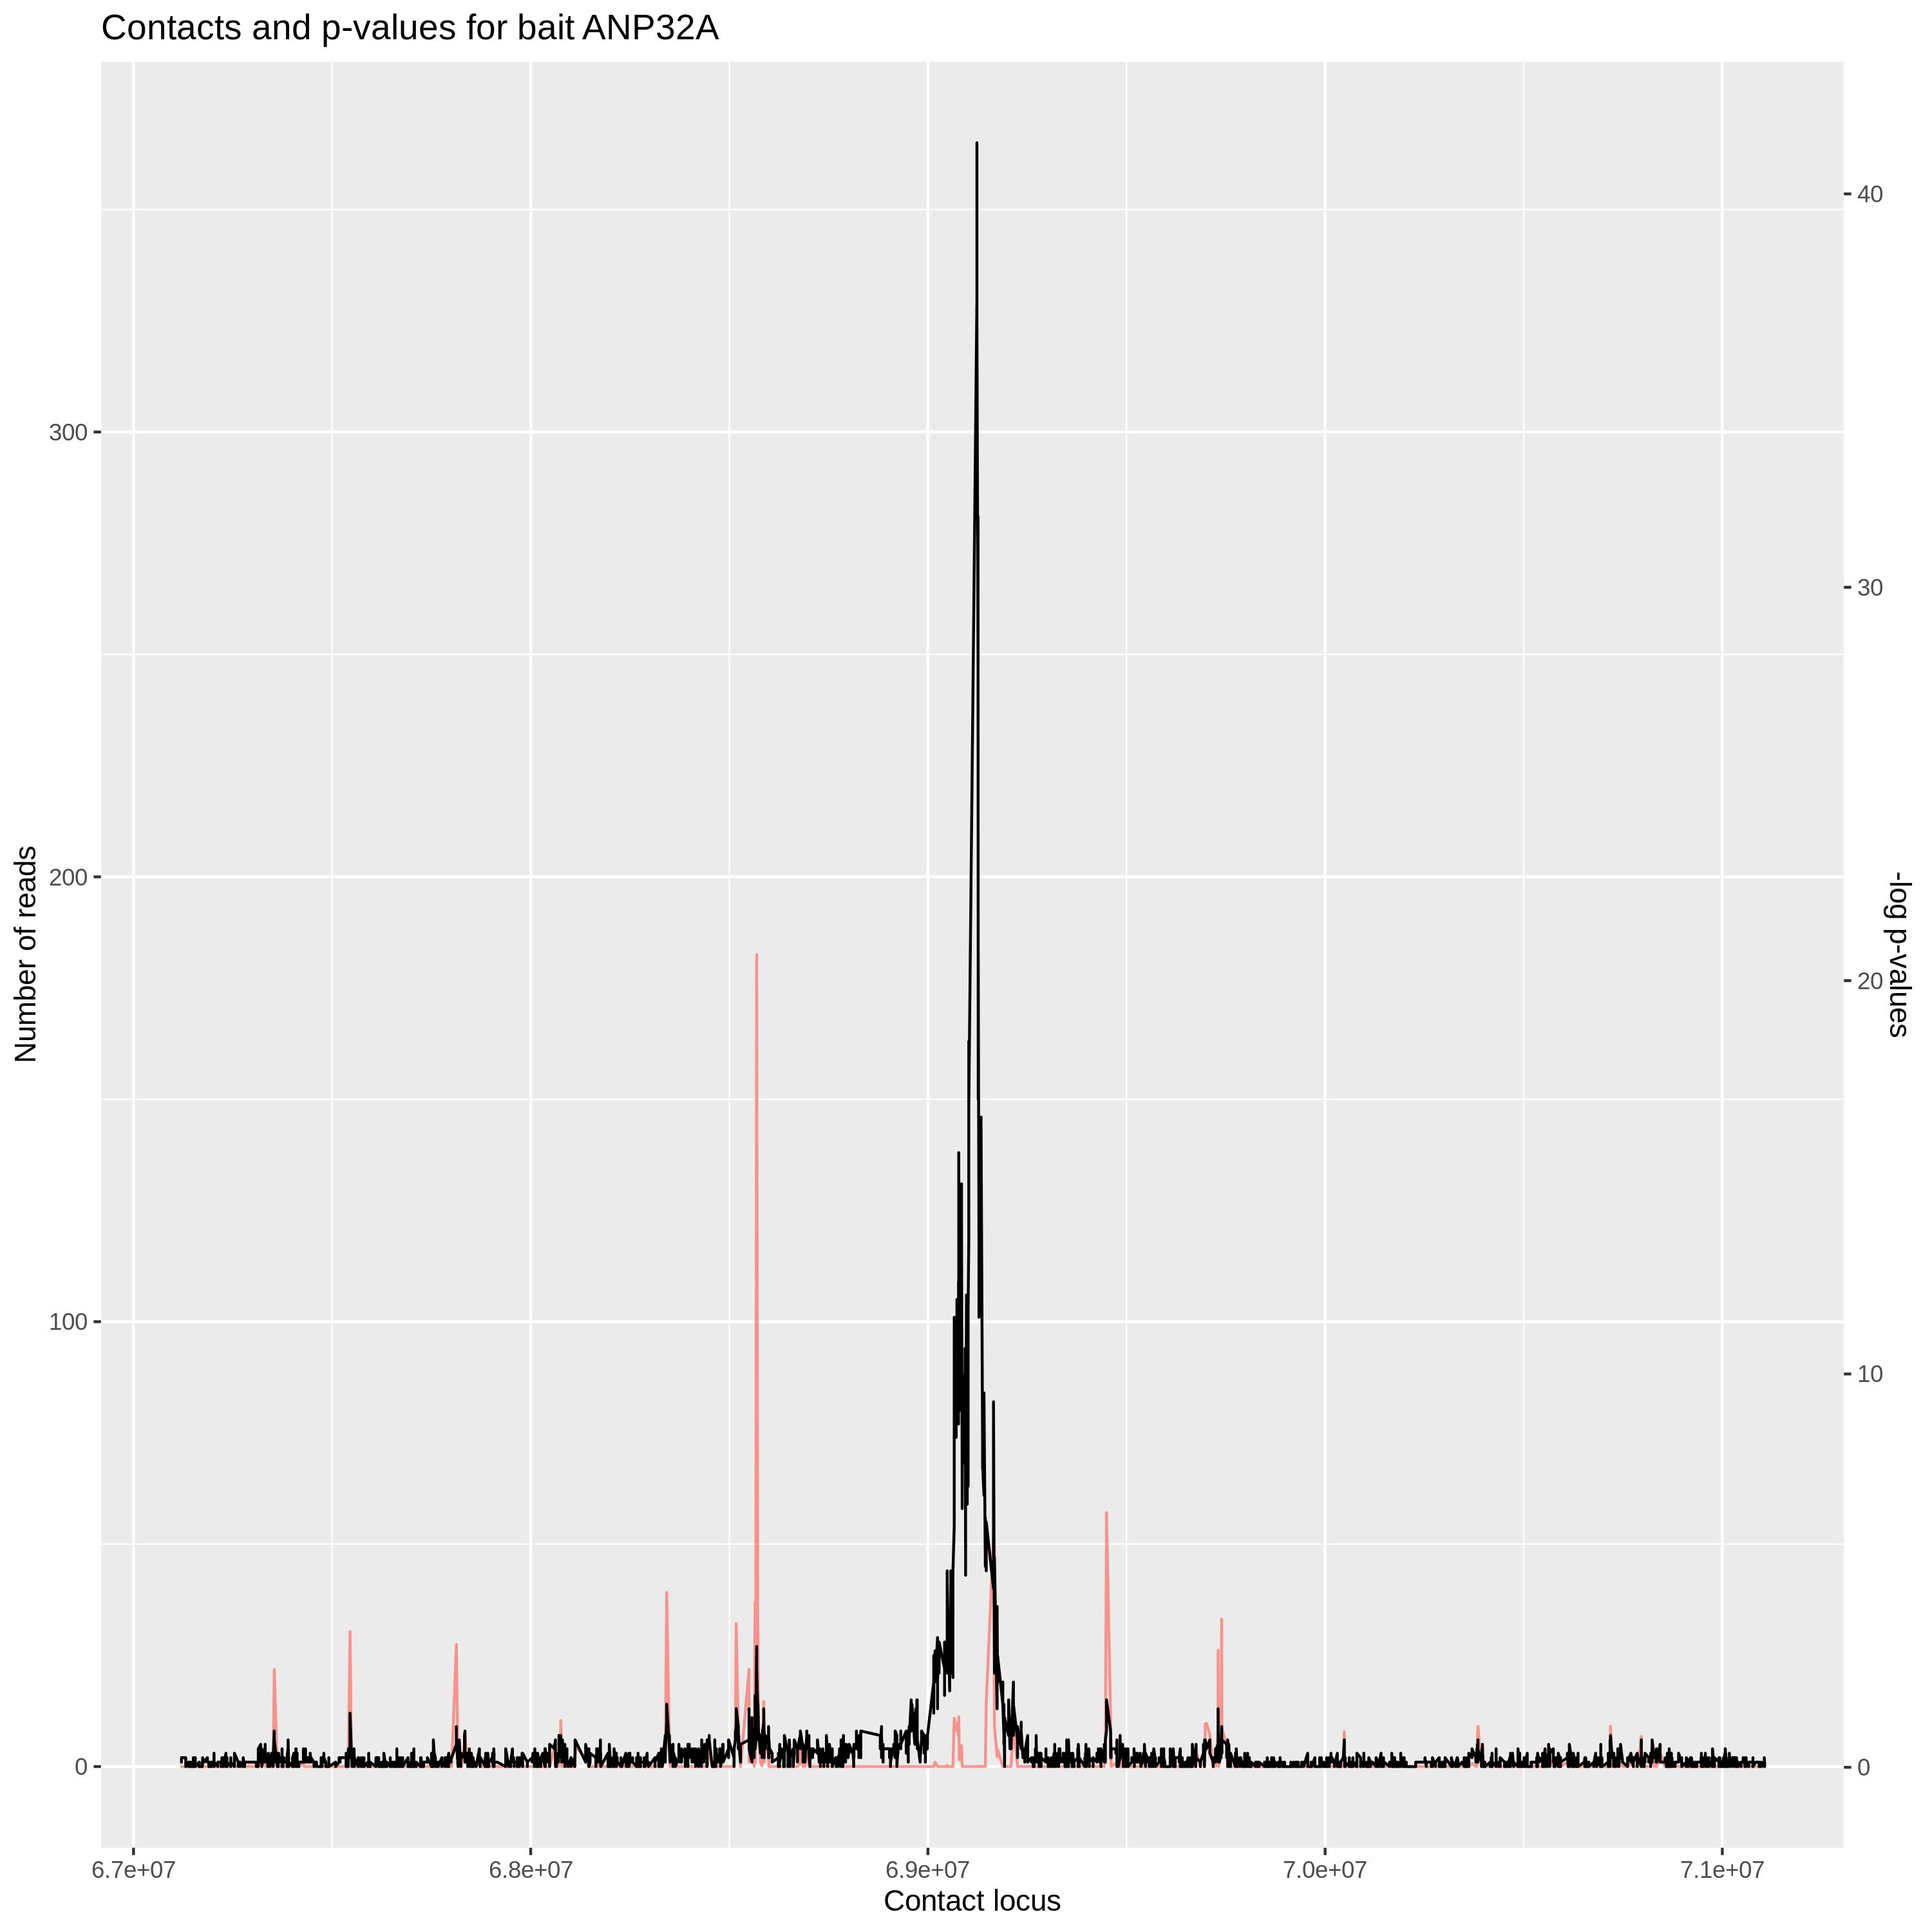 Contacts and p-values for bait ANP32A
Number of reads
300
200
100
0
40
30
20
10
0
-log p-values
6.7e+07
6.8e+07
6.9e+07
7.0e+07
7.1e+07
Contact locus